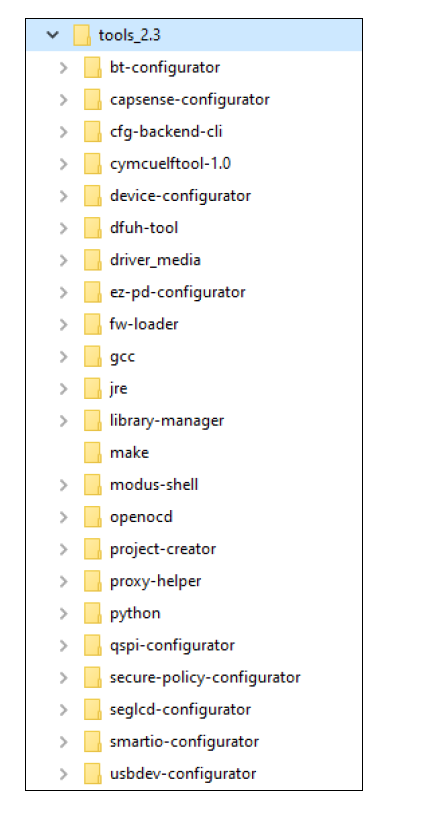 tools_2.3
bt-configurator
capsense-configurator
cfg-backend-cli
cymcuelftool-1.0
device-configurator
dfuh-tool
driver_media
ez-pd-configurator
fw-loader
gcc
jre
library-manager
make
modus-shell
openocd
project-creator
proxy-helper
python
qspi-configurator
secure-policy-configurator
seglcd-configurator
smartio-configurator
usbdev-configurator